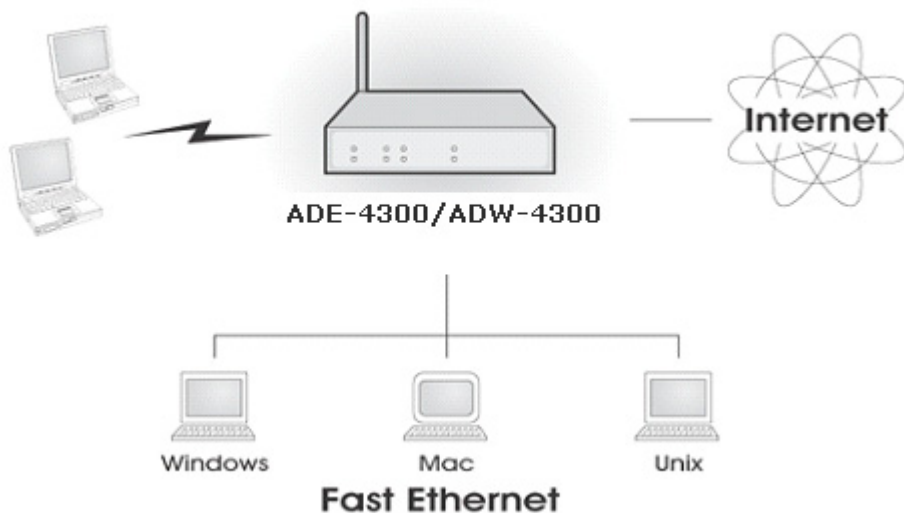 Internet
ADE-4300/ADW-4300
Windows
Mac
Unix
Fast Ethernet